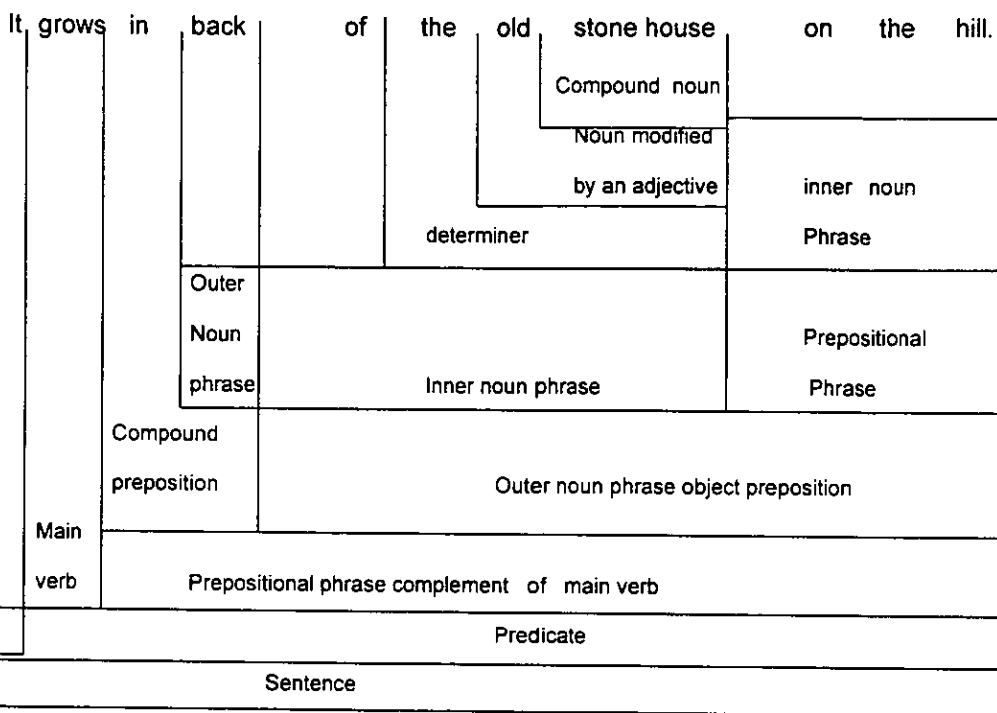 It grows in back of the old stone house on the hill.
Compound noun
Noun modified
by an adjective inner noun
determiner Phrase
Outer
Noun Prepositional
phrase Inner noun phrase Phrase
Compound
preposition Outer noun phrase object preposition
Main
verb Prepositional phrase complement of main verb
Predicate
Sentence